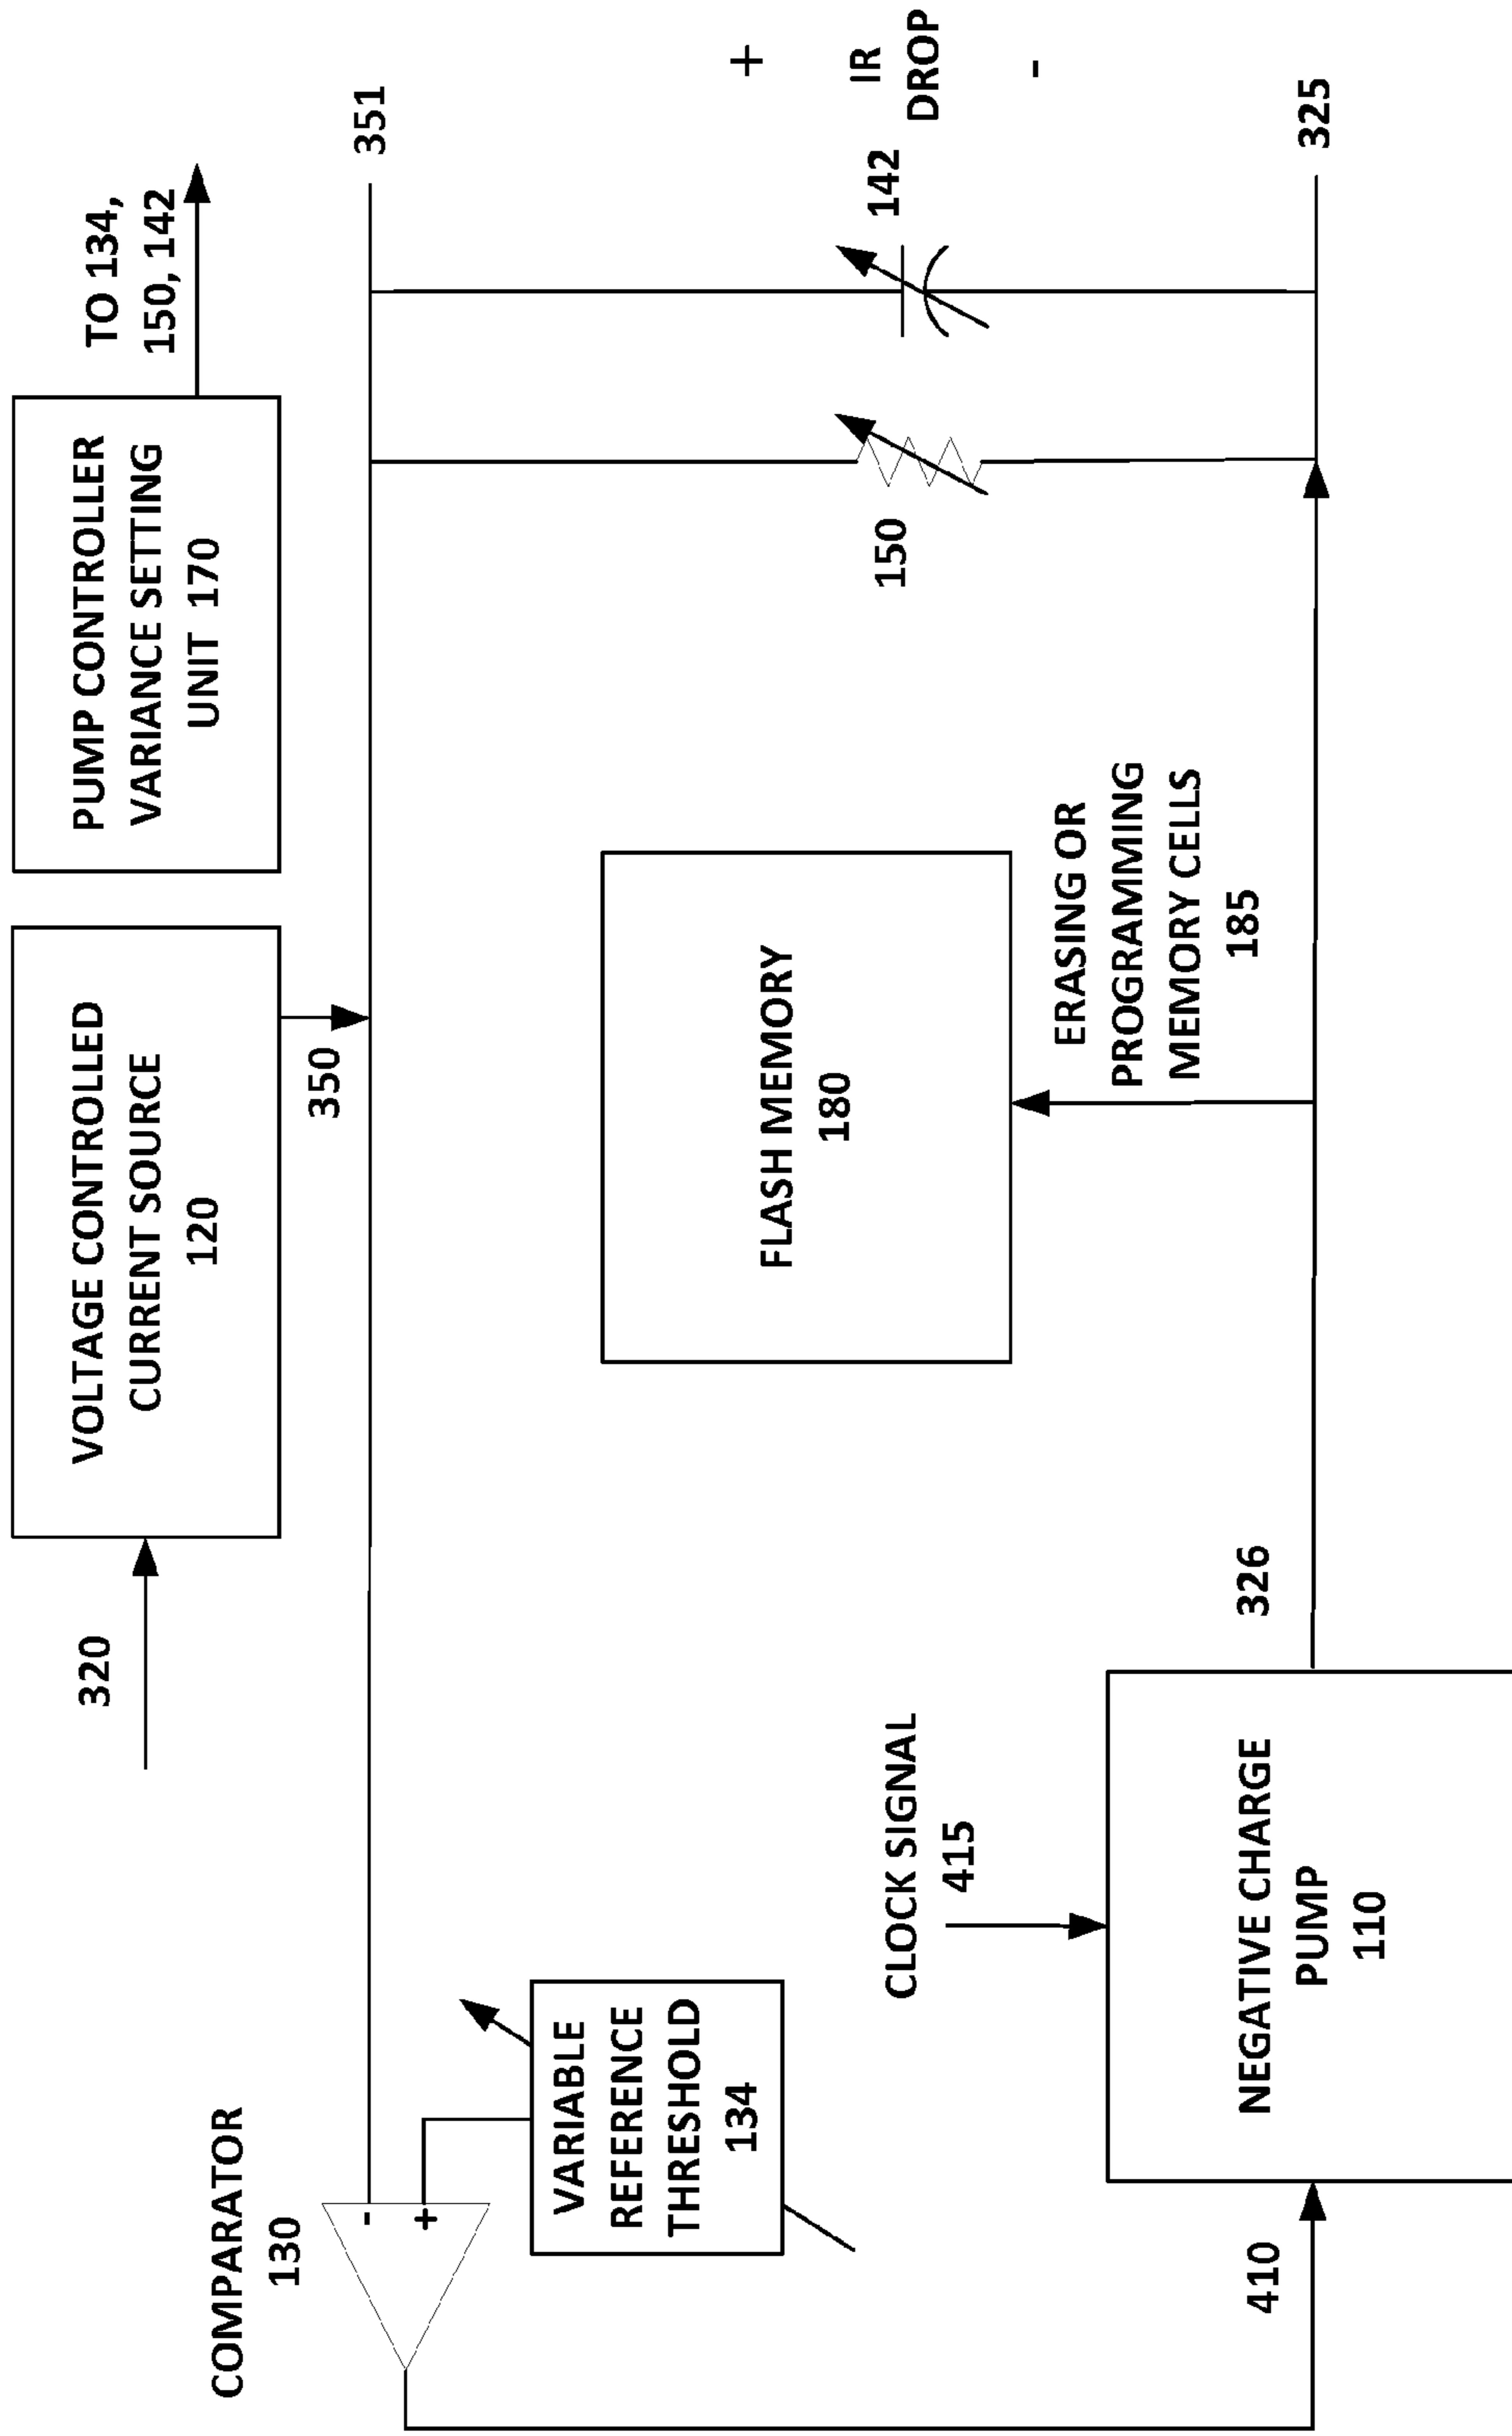 320
VOLTAGE CONTROLLED
CURRENT SOURCE
120
350
PUMP CONTROLLER
VARIANCE SETTING
UNIT 170
TO 134,
150, 142
351
COMPARATOR
130
-
+
VARIABLE
REFERENCE
THRESHOLD
134
FLASH MEMORY
180
ERASING OR
PROGRAMMING
MEMORY CELLS
185
150
142
+
IR
DROP
-
325
CLOCK SIGNAL
415
410
NEGATIVE CHARGE
PUMP
110
326